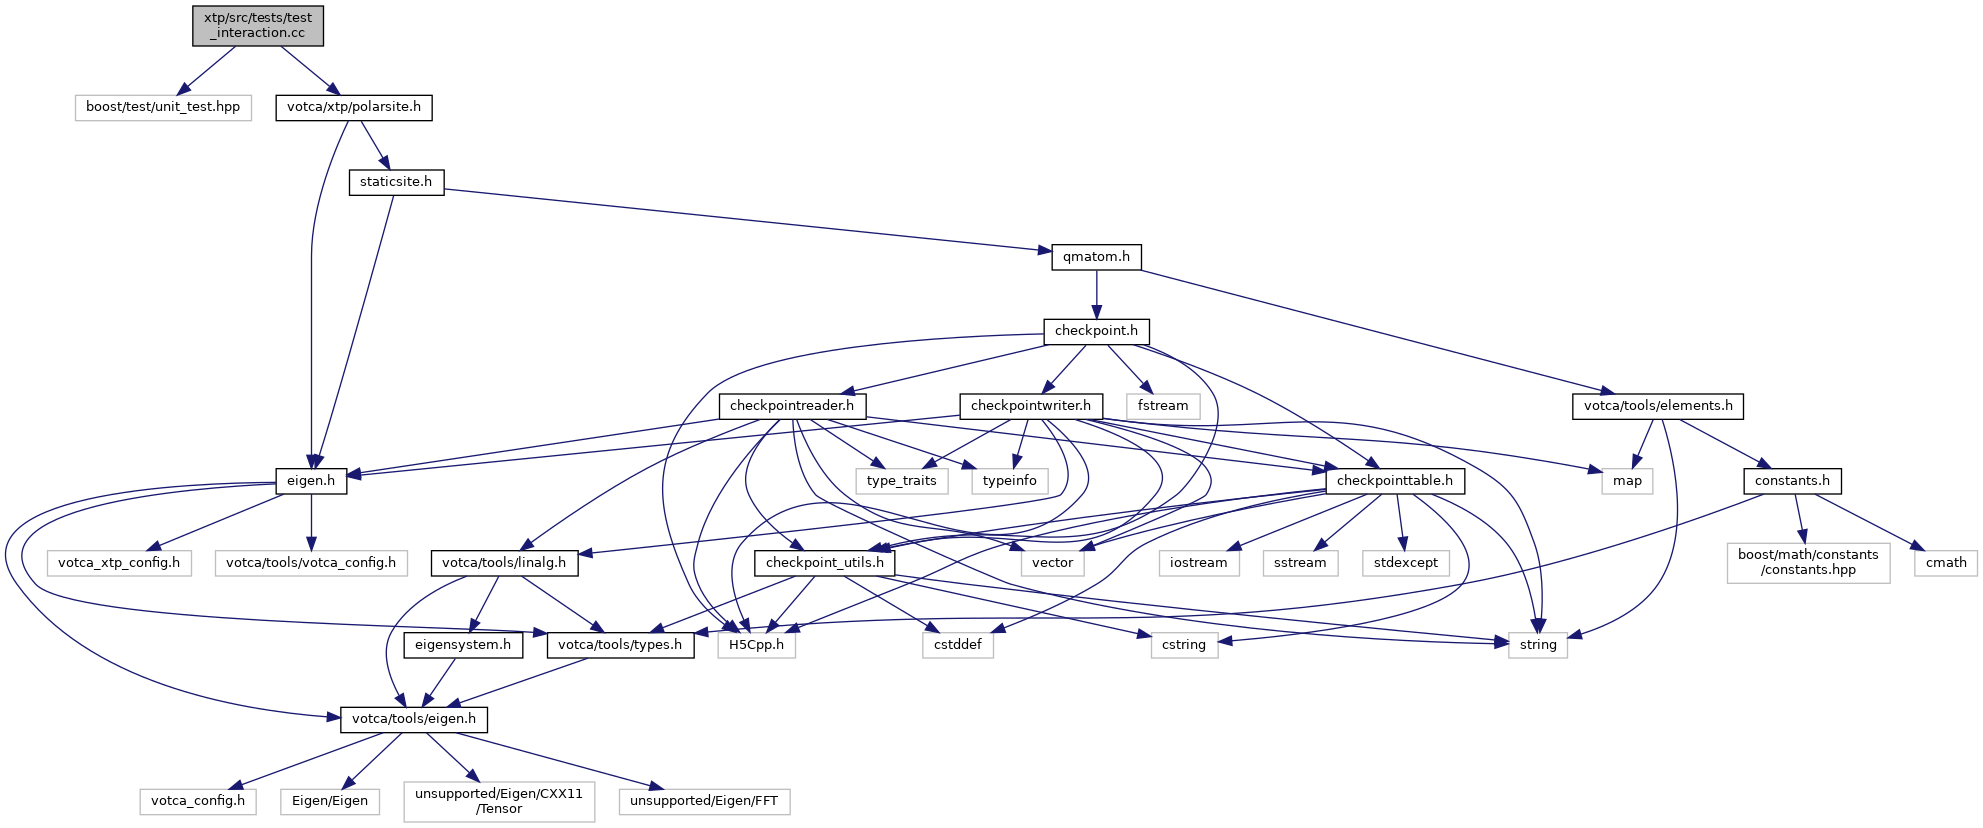 xtp/src/tests/test
_interaction.cc
boost/test/unit_test.hpp
votca/xtp/polarsite.h
staticsite.h
qmatom.h
checkpoint.h
checkpointreader.h
checkpointwriter.h
fstream
votca/tools/elements.h
eigen.h
type_traits
typeinfo
checkpointtable.h
map
constants.h
votca_xtp_config.h
votca/tools/votca_config.h
votca/tools/linalg.h
checkpoint_utils.h
vector
iostream
sstream
stdexcept
boost/math/constants
/constants.hpp
cmath
eigensystem.h
votca/tools/types.h
H5Cpp.h
cstddef
cstring
string
votca/tools/eigen.h
votca_config.h
Eigen/Eigen
unsupported/Eigen/CXX11
/Tensor
unsupported/Eigen/FFT